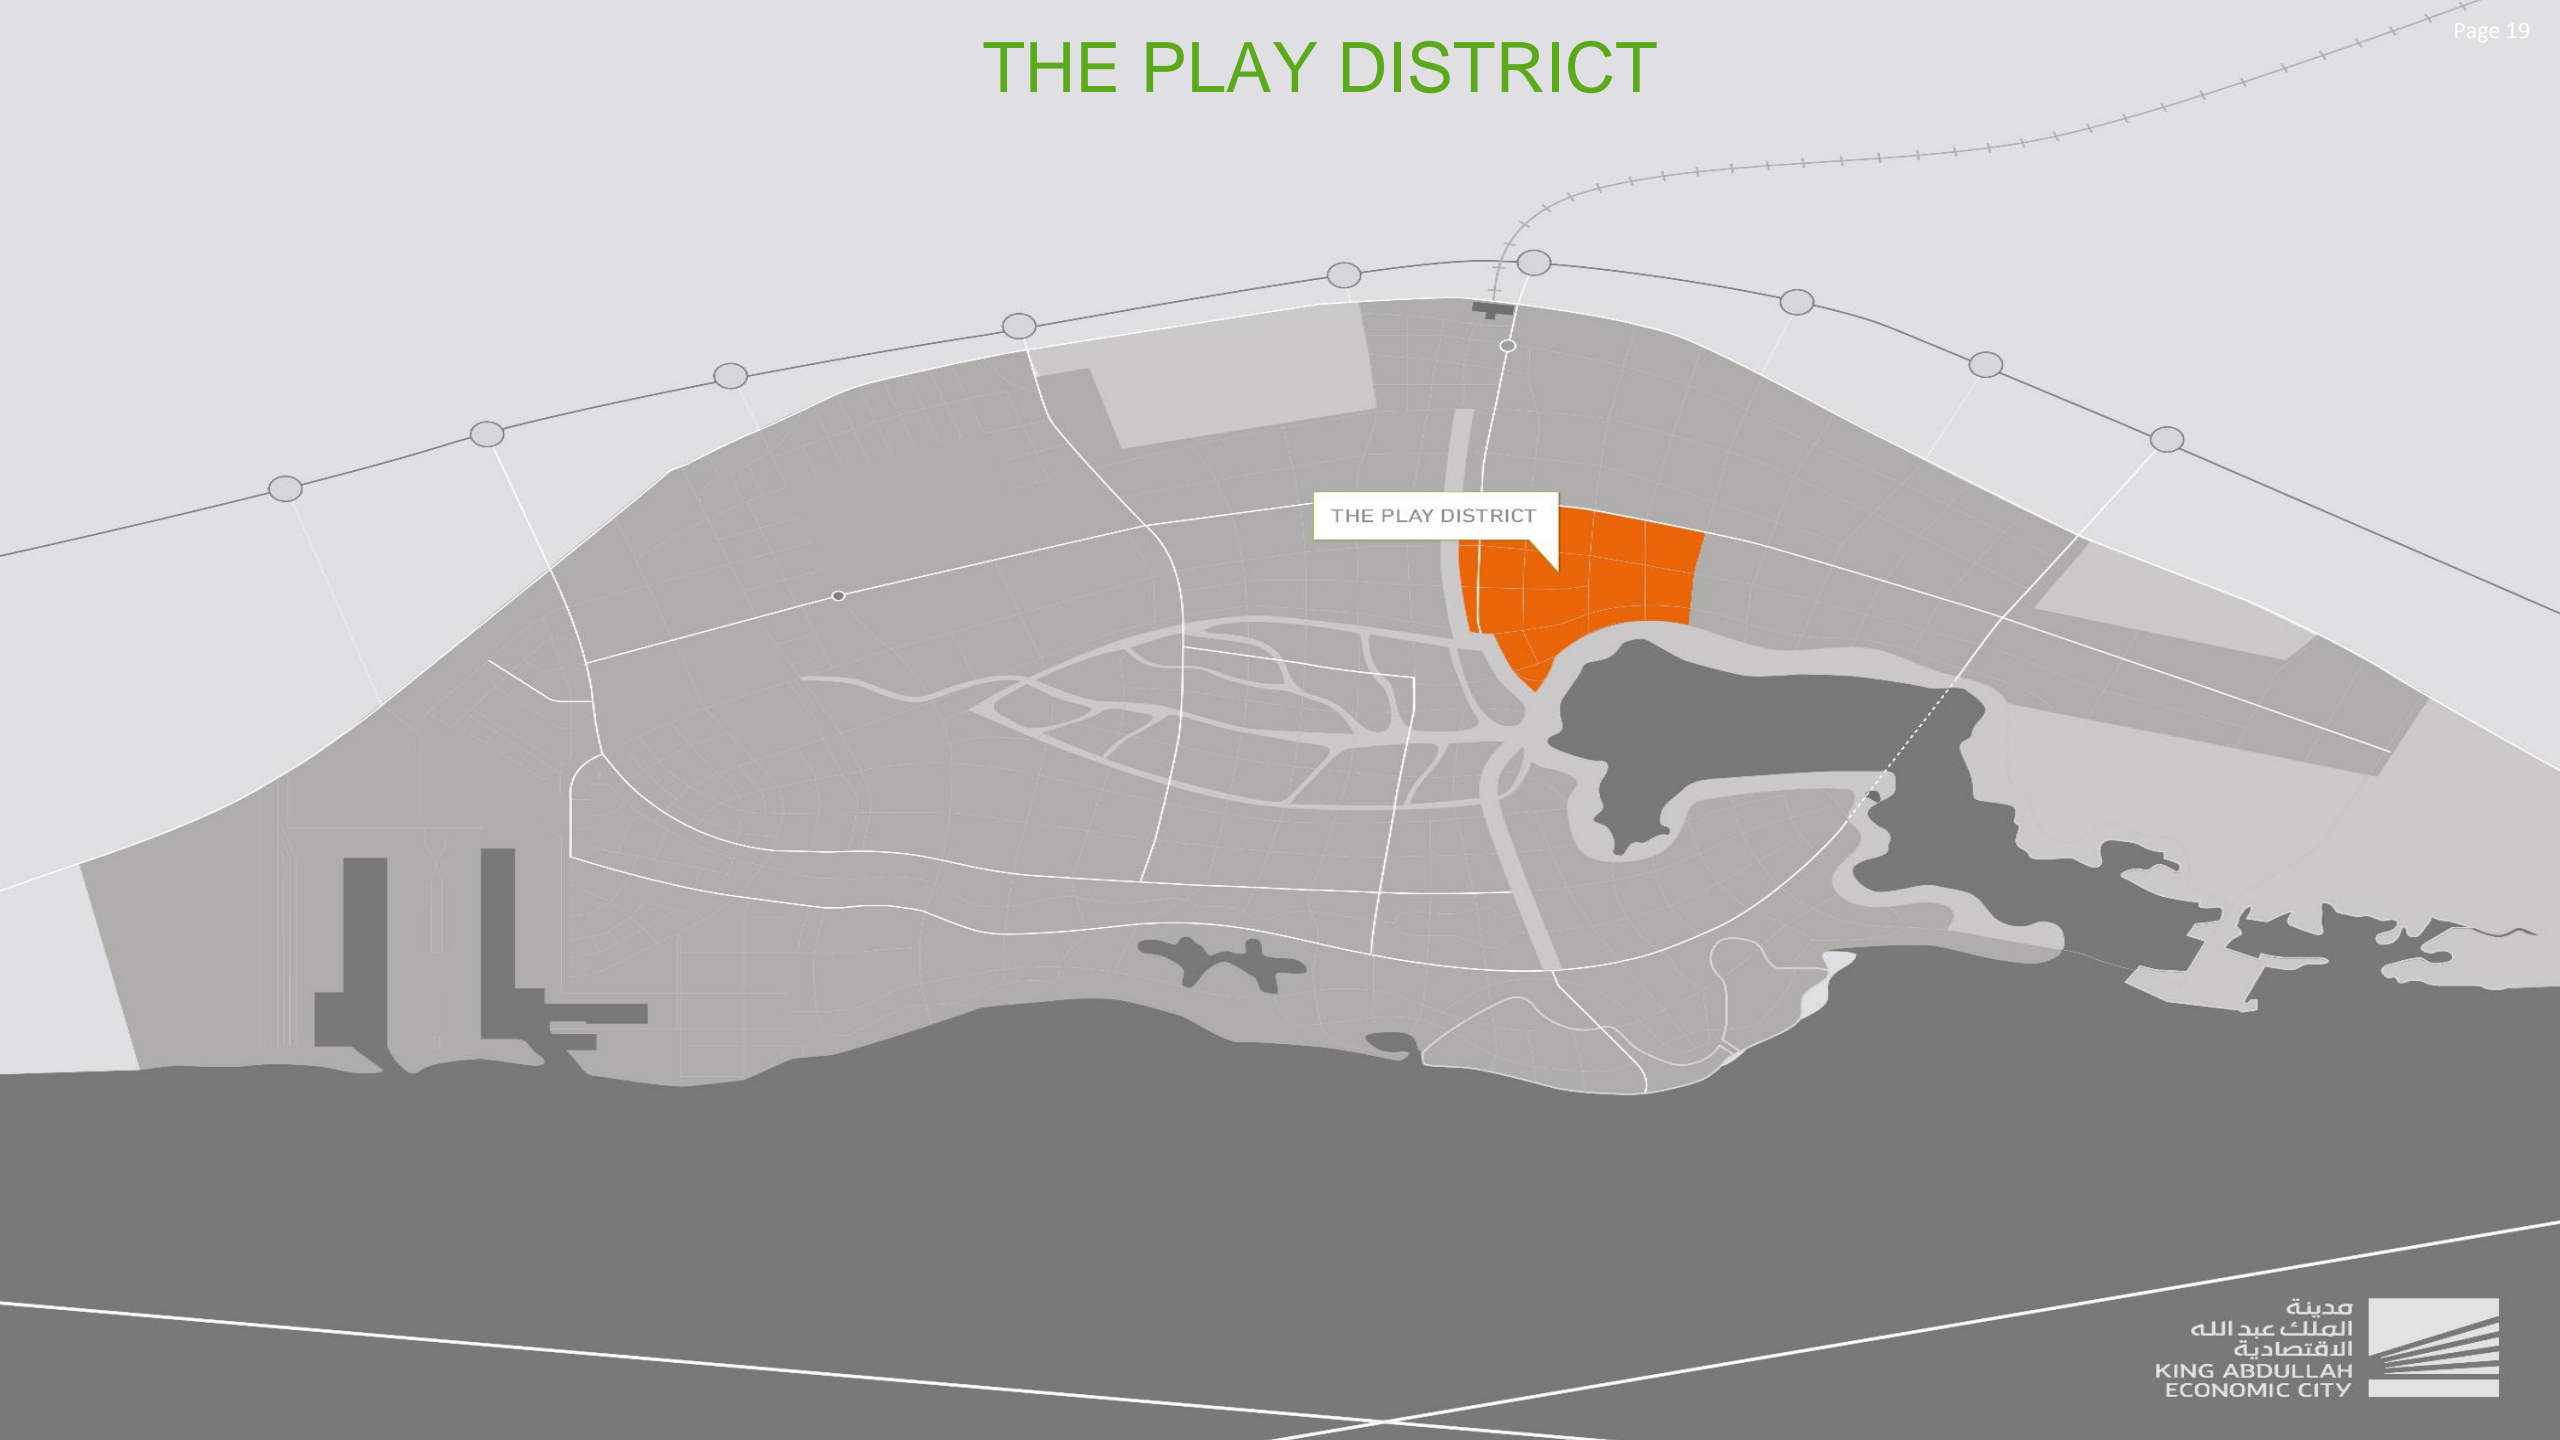 Page 19
THE PLAY DISTRICT
THE PLAY DISTRICT
مدينة
الملك عبد الله
الاقتصادية
KING ABDULLAH
ECONOMIC CITY